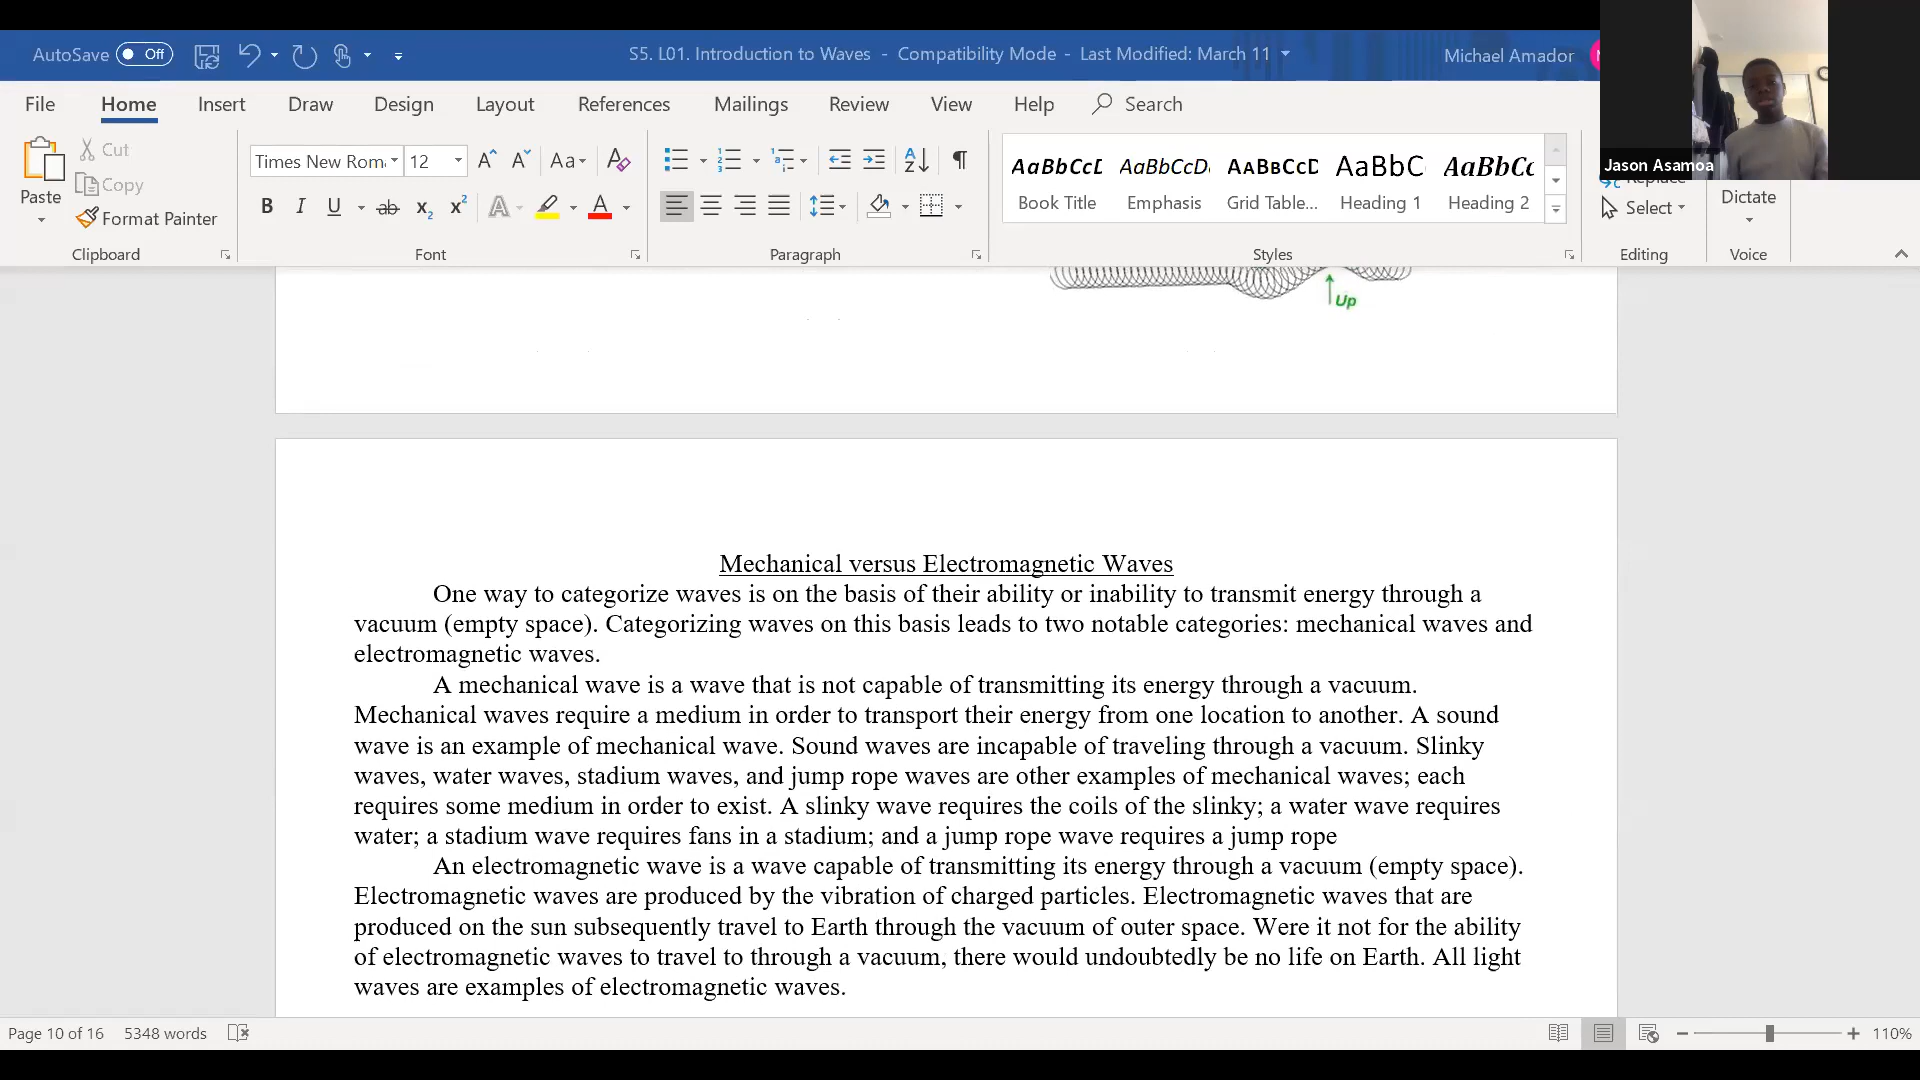 AutoSave Off S5. L01. Introduction to Waves - Compatibility Mode - Last Modified: March 11 Michael Amador
File Home Insert Draw Design Layout References Mailings Review View Help Search
Paste
Cut
Copy
Format Painter
Clipboard
Times New Rom 12 Aa
Font
Paragraph
AaBbCcD AaBbCcD AaBbCcD AaBbC AaBbCc
Book Title Emphasis Grid Table... Heading 1 Heading 2
Styles
Jason Asamoa
Replace
Select
Editing
Dictate
Voice
Up
Mechanical versus Electromagnetic Waves
One way to categorize waves is on the basis of their ability or inability to transmit energy through a
vacuum (empty space). Categorizing waves on this basis leads to two notable categories: mechanical waves and
electromagnetic waves.
A mechanical wave is a wave that is not capable of transmitting its energy through a vacuum.
Mechanical waves require a medium in order to transport their energy from one location to another. A sound
wave is an example of mechanical wave. Sound waves are incapable of traveling through a vacuum. Slinky
waves, water waves, stadium waves, and jump rope waves are other examples of mechanical waves; each
requires some medium in order to exist. A slinky wave requires the coils of the slinky; a water wave requires
water; a stadium wave requires fans in a stadium; and a jump rope wave requires a jump rope
An electromagnetic wave is a wave capable of transmitting its energy through a vacuum (empty space).
Electromagnetic waves are produced by the vibration of charged particles. Electromagnetic waves that are
produced on the sun subsequently travel to Earth through the vacuum of outer space. Were it not for the ability
of electromagnetic waves to travel to through a vacuum, there would undoubtedly be no life on Earth. All light
waves are examples of electromagnetic waves.
Page 10 of 16 5348 words 110%